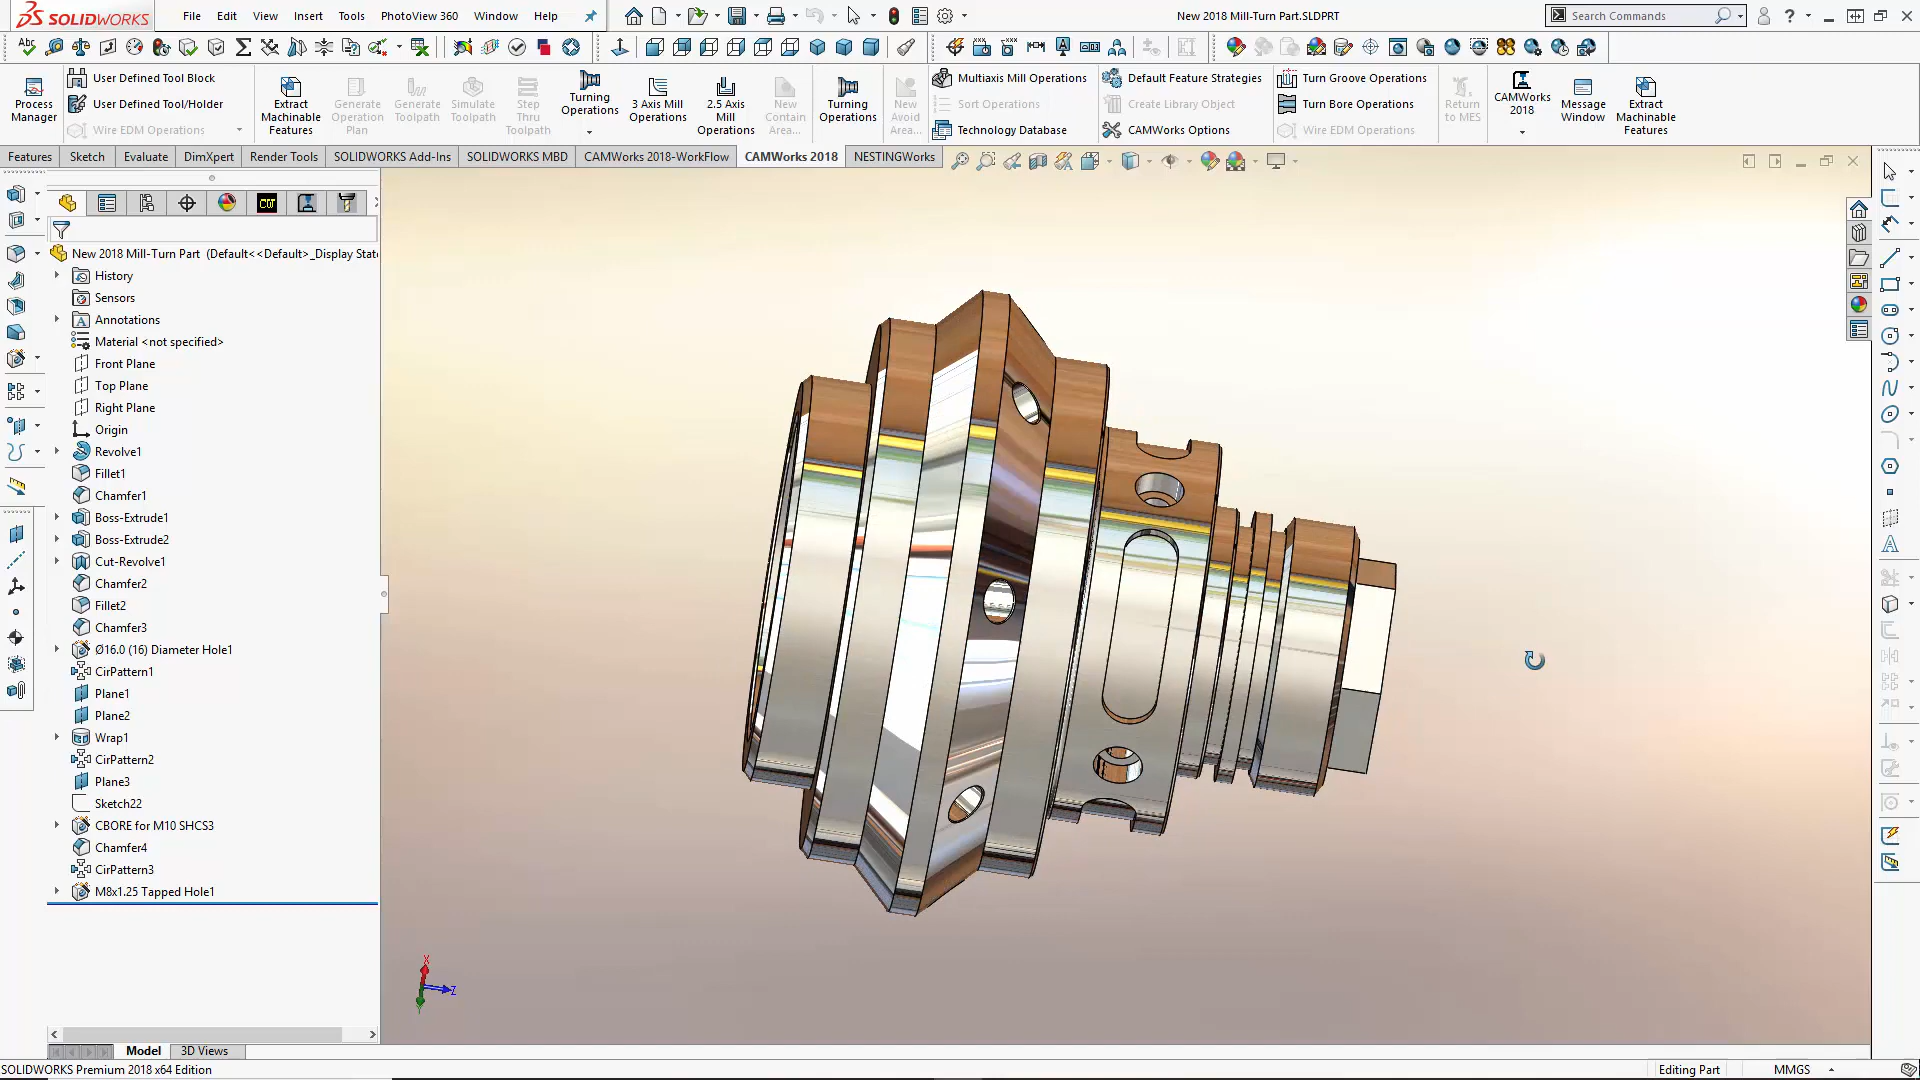 SOLIDWORKS File Edit View Insert Tools PhotoView 360 Window Help New 2018 Mill-Turn Part.SLDPRT Search Commands
Process Manager
User Defined Tool Block
User Defined Tool/Holder
Wire EDM Operations
Extract Machinable Features
Generate Operation Plan
Generate Toolpath
Simulate Toolpath
Step Thru Toolpath
Turning Operations
3 Axis Mill Operations
2.5 Axis Mill Operations
New Contain Area...
Turning Operations
New Avoid Area...
Multiaxis Mill Operations
Sort Operations
Technology Database
Default Feature Strategies
Create Library Object
CAMWorks Options
Turn Groove Operations
Turn Bore Operations
Wire EDM Operations
Return to MES
CAMWorks 2018
Message Window
Extract Machinable Features
Features Sketch Evaluate DimXpert Render Tools SOLIDWORKS Add-Ins SOLIDWORKS MBD CAMWorks 2018-WorkFlow CAMWorks 2018 NESTINGWorks
New 2018 Mill-Turn Part (Default<<Default>_Display Stat
History
Sensors
Annotations
Material <not specified>
Front Plane
Top Plane
Right Plane
Origin
Revolve1
Fillet1
Chamfer1
Boss-Extrude1
Boss-Extrude2
Cut-Revolve1
Chamfer2
Fillet2
Chamfer3
Ø16.0 (16) Diameter Hole1
CirPattern1
Plane1
Plane2
Wrap1
CirPattern2
Plane3
Sketch22
CBORE for M10 SHCS3
Chamfer4
CirPattern3
M8x1.25 Tapped Hole1
X
Z
Model 3D Views
SOLIDWORKS Premium 2018 x64 Edition Editing Part MMGS